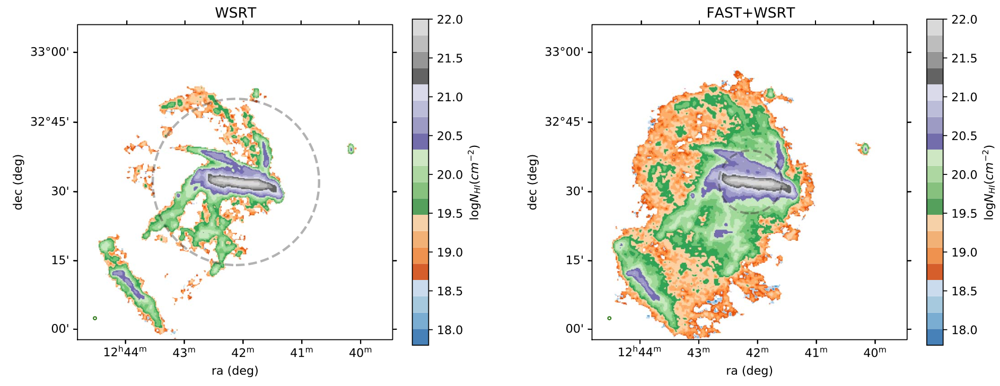 WSRT
33°00'
32°45'
30'
15'
00'
12ʰ44ᵐ 43ᵐ 42ᵐ 41ᵐ 40ᵐ
ra (deg)
dec (deg)
22.0
21.5
21.0
20.5
20.0
19.5
19.0
18.5
18.0
logN_HI(cm⁻²)
FAST+WSRT
33°00'
32°45'
30'
15'
00'
12ʰ44ᵐ 43ᵐ 42ᵐ 41ᵐ 40ᵐ
ra (deg)
dec (deg)
22.0
21.5
21.0
20.5
20.0
19.5
19.0
18.5
18.0
logN_HI(cm⁻²)